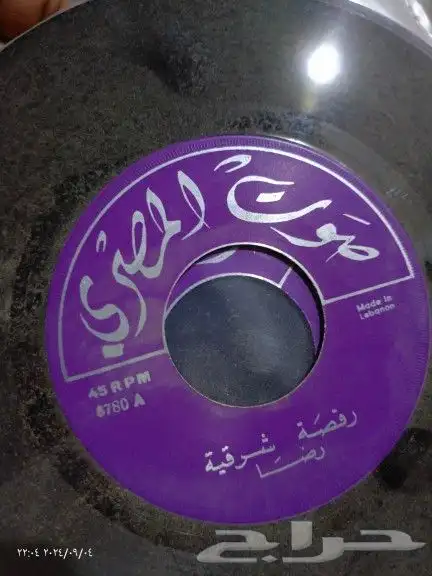 صوت المصري
Made in
Lebanon
45 RPM
6780 A
رقصة شرقية
رضا
حراج
٢٢:٠٤ ٢٠٢٤/٠٩/٠٤